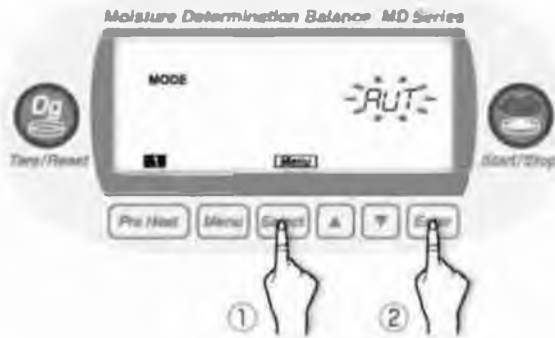 Moisture Determination Balance MD Series
MODE
AUT
0g
Tare/Reset
Start/Stop
Menu
Pre Heat Menu Select ▲ ▼ Enter
① ②